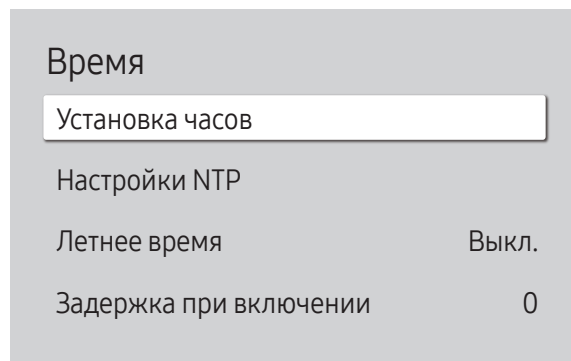 Время
Установка часов
Настройки NTP
Летнее время Выкл.
Задержка при включении 0